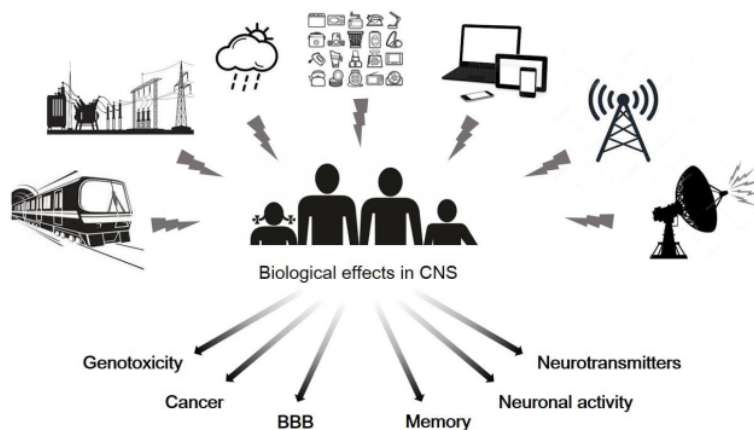 Biological effects in CNS
Genotoxicity
Neurotransmitters
Cancer
Neuronal activity
BBB
Memory